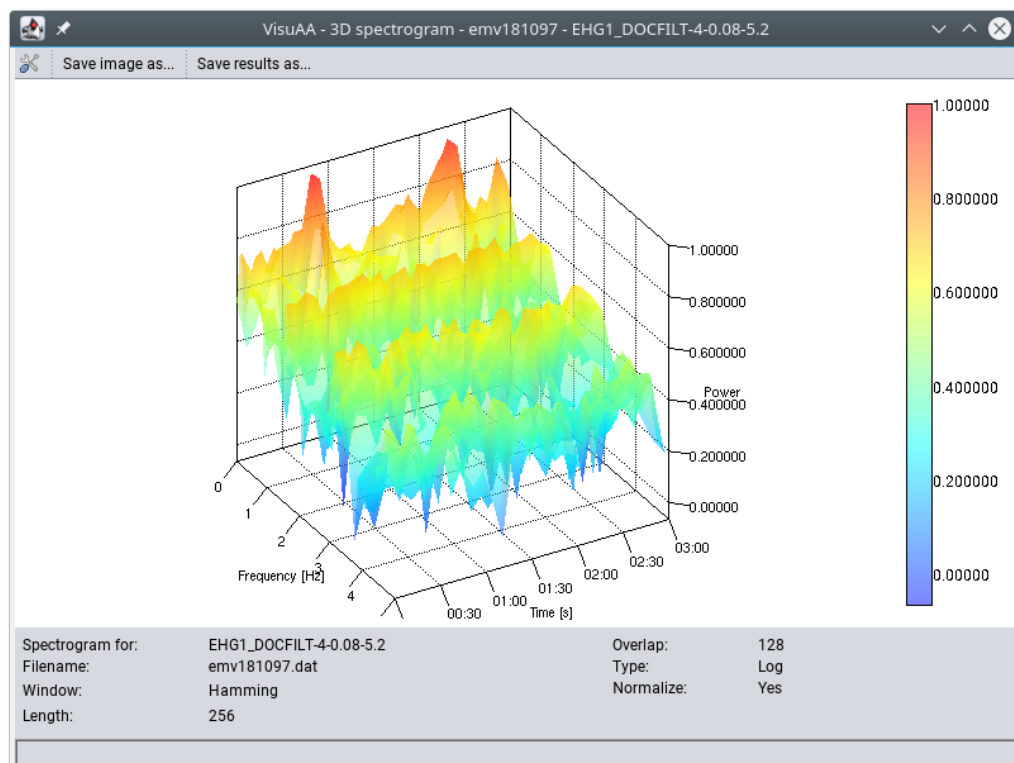 VisuAA - 3D spectrogram - emv181097 - EHG1_DOCFILT-4-0.08-5.2
Save image as... Save results as...
1.00000
0.800000
0.600000
0.400000
0.200000
0.00000
1.00000
0.800000
0.600000
Power
0.400000
0.200000
0.00000
0
1
2
3
4
Frequency [Hz]
00:30
01:00
01:30
02:00
02:30
03:00
Time [s]
Spectrogram for: EHG1_DOCFILT-4-0.08-5.2 Overlap: 128
Filename: emv181097.dat Type: Log
Window: Hamming Normalize: Yes
Length: 256